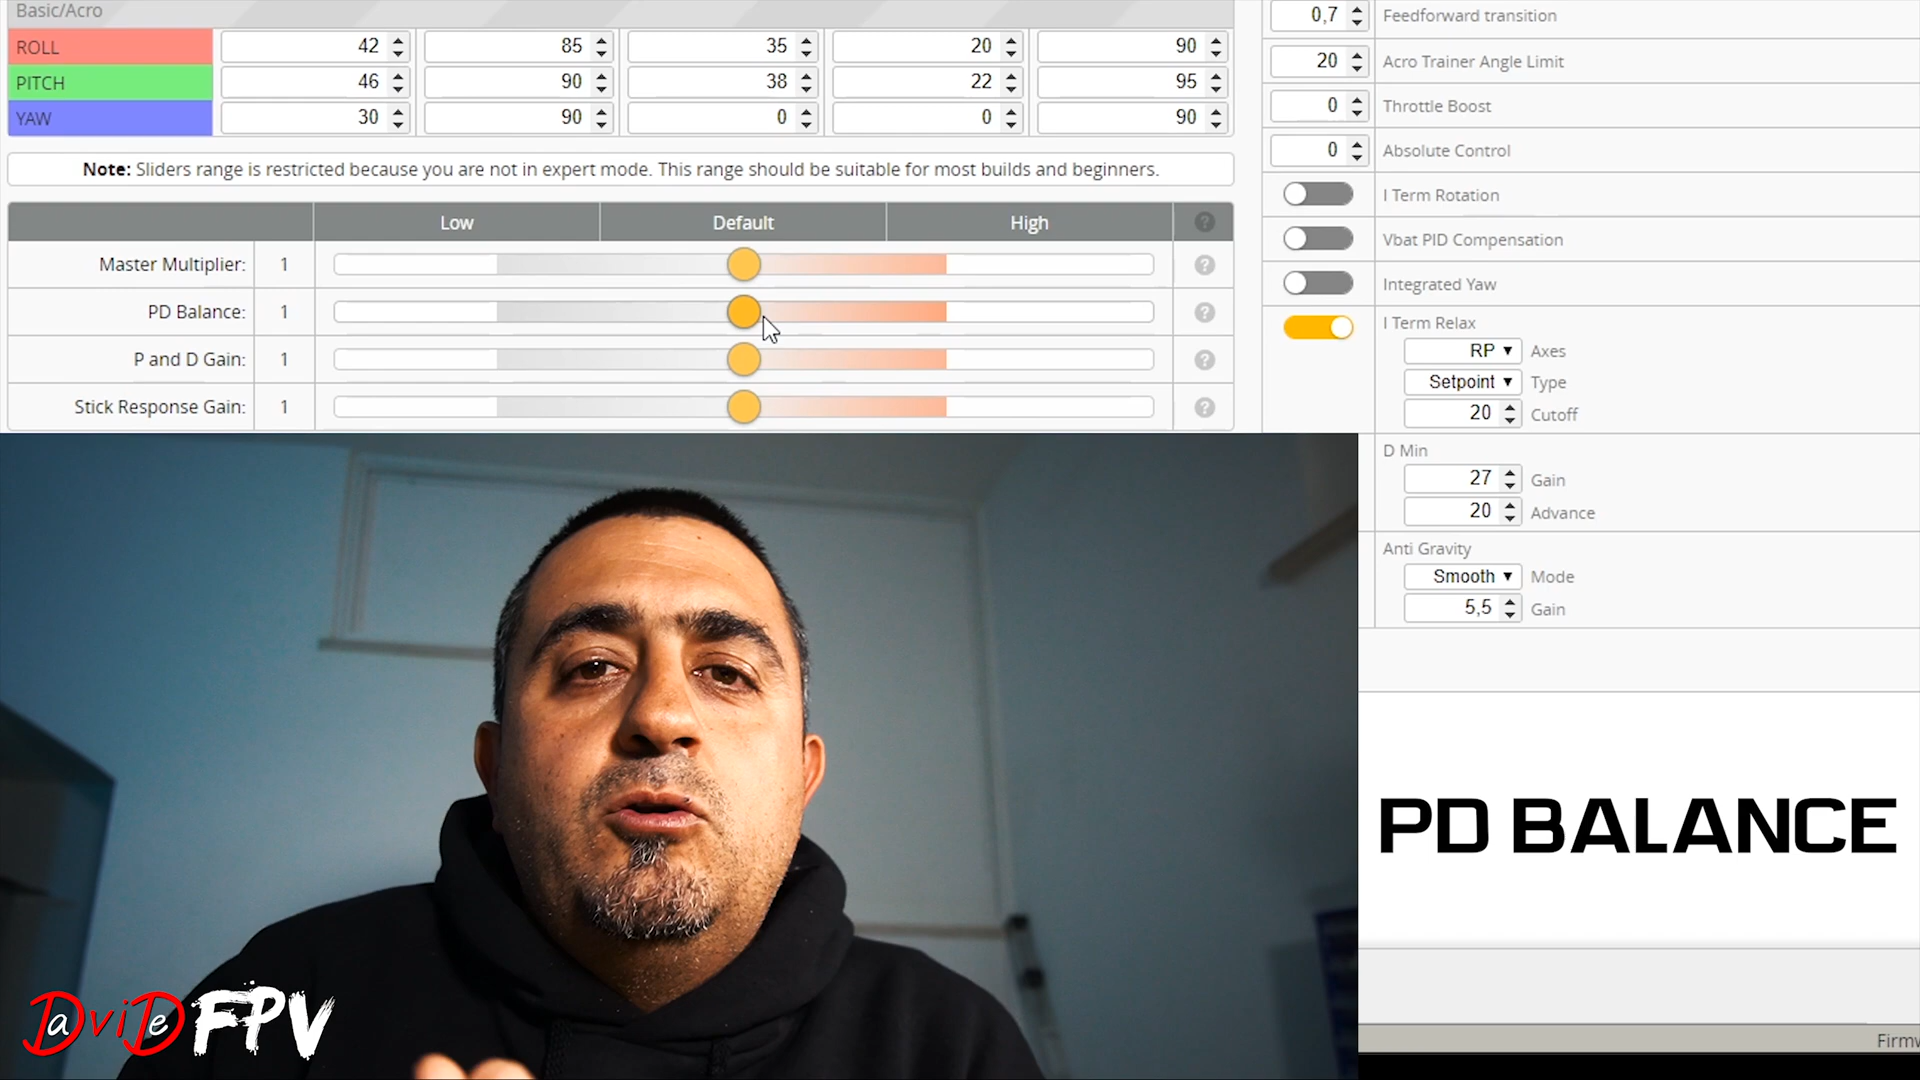 Basic/Acro
ROLL 42 85 35 20 90
PITCH 46 90 38 22 95
YAW 30 90 0 0 90
Note: Sliders range is restricted because you are not in expert mode. This range should be suitable for most builds and beginners.
Low Default High ?
Master Multiplier: 1 ?
PD Balance: 1 ?
P and D Gain: 1 ?
Stick Response Gain: 1 ?
0,7 Feedforward transition
20 Acro Trainer Angle Limit
0 Throttle Boost
0 Absolute Control
I Term Rotation
Vbat PID Compensation
Integrated Yaw
I Term Relax
RP Axes
Setpoint Type
20 Cutoff
D Min
27 Gain
20 Advance
Anti Gravity
Smooth Mode
5,5 Gain
PD BALANCE
DaviDe FPV